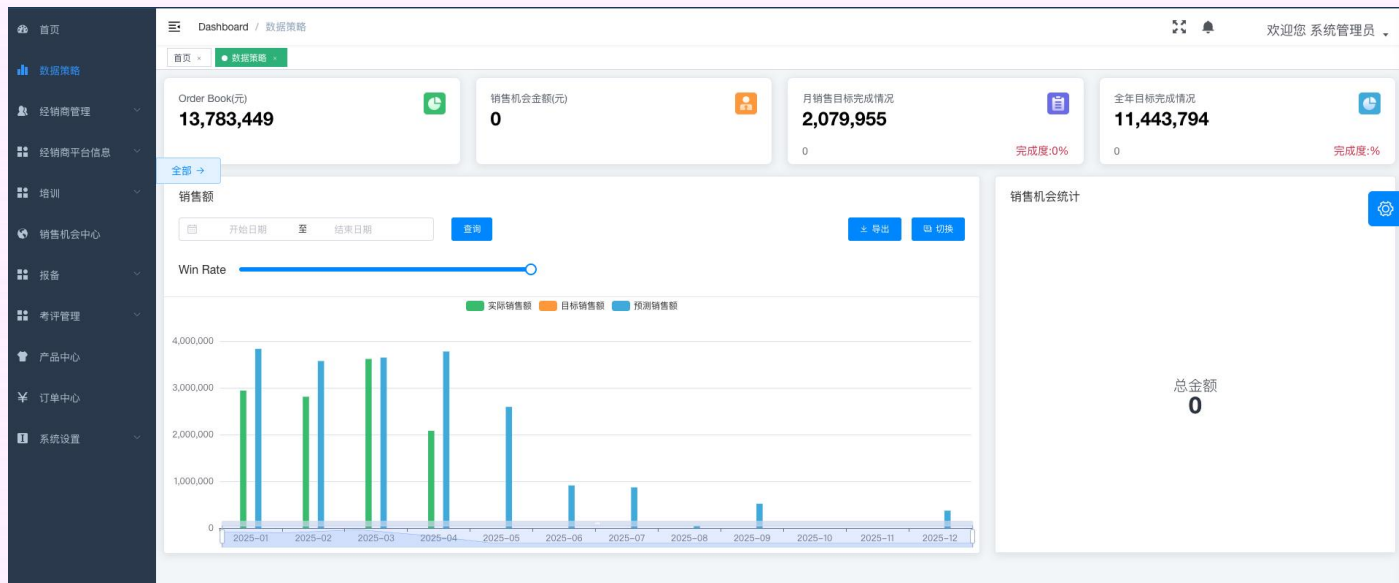 首页
数据策略
经销商管理
经销商平台信息
培训
销售机会中心
报备
考评管理
产品中心
订单中心
系统设置
Dashboard / 数据策略
欢迎您 系统管理员
首页 ×
数据策略 ×
Order Book(元)
13,783,449
销售机会金额(元)
0
月销售目标完成情况
2,079,955
0 完成度:0%
全年目标完成情况
11,443,794
0 完成度:%
全部 →
销售额
开始日期 至 结束日期 查询 导出 切换
Win Rate
实际销售额 目标销售额 预测销售额
4,000,000
3,000,000
2,000,000
1,000,000
0
2025-01 2025-02 2025-03 2025-04 2025-05 2025-06 2025-07 2025-08 2025-09 2025-10 2025-11 2025-12
销售机会统计
总金额
0